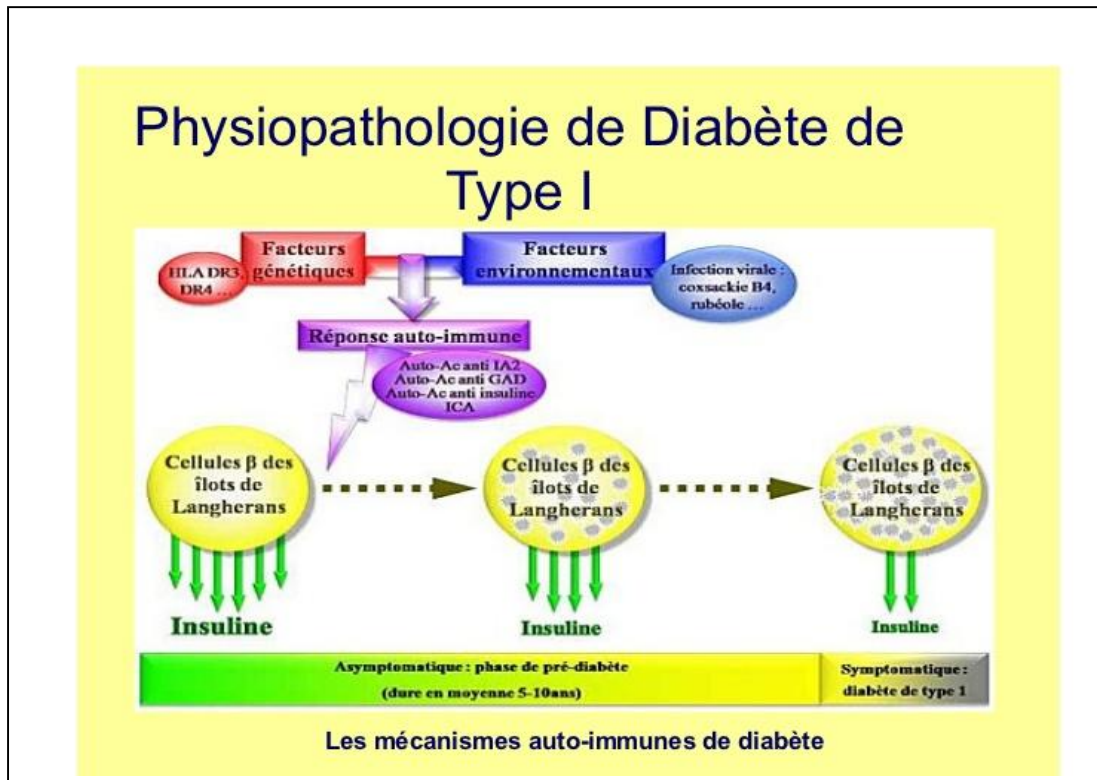 Physiopathologie de Diabète de
Type I
Facteurs
génétiques
HLA DR3,
DR4 ...
Facteurs
environnementaux
Infection virale :
coxsackie B4,
rubéole ...
Réponse auto-immune
Auto-Ac anti IA2
Auto-Ac anti GAD
Auto-Ac anti insuline
ICA
Cellules β des
îlots de
Langherans
Cellules β des
îlots de
Langherans
Cellules β des
îlots de
Langherans
Insuline
Insuline
Insuline
Asymptomatique : phase de pré-diabète
(dure en moyenne 5-10ans)
Symptomatique :
diabète de type 1
Les mécanismes auto-immunes de diabète